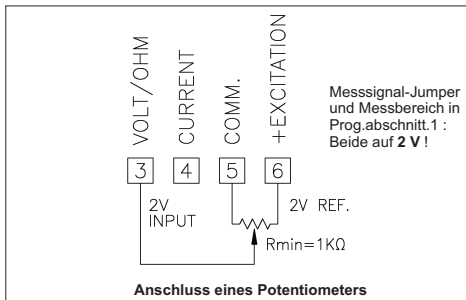 VOLT/OHM
CURRENT
COMM.
+EXCITATION
Messsignal-Jumper
und Messbereich in
Prog.abschnitt.1 :
Beide auf 2 V !
3
4
5
6
2V
INPUT
2V REF.
Rmin=1KΩ
Anschluss eines Potentiometers